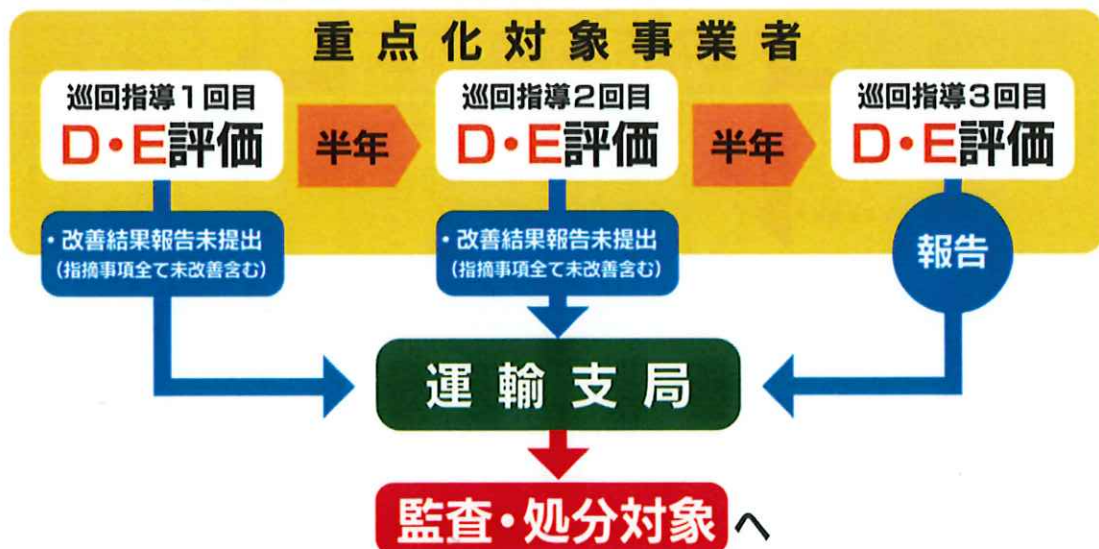 重点化対象事業者
巡回指導1回目
D・E評価
半年
巡回指導2回目
D・E評価
半年
巡回指導3回目
D・E評価
・改善結果報告未提出
(指摘事項全て未改善含む)
・改善結果報告未提出
(指摘事項全て未改善含む)
報告
運輸支局
監査・処分対象へ